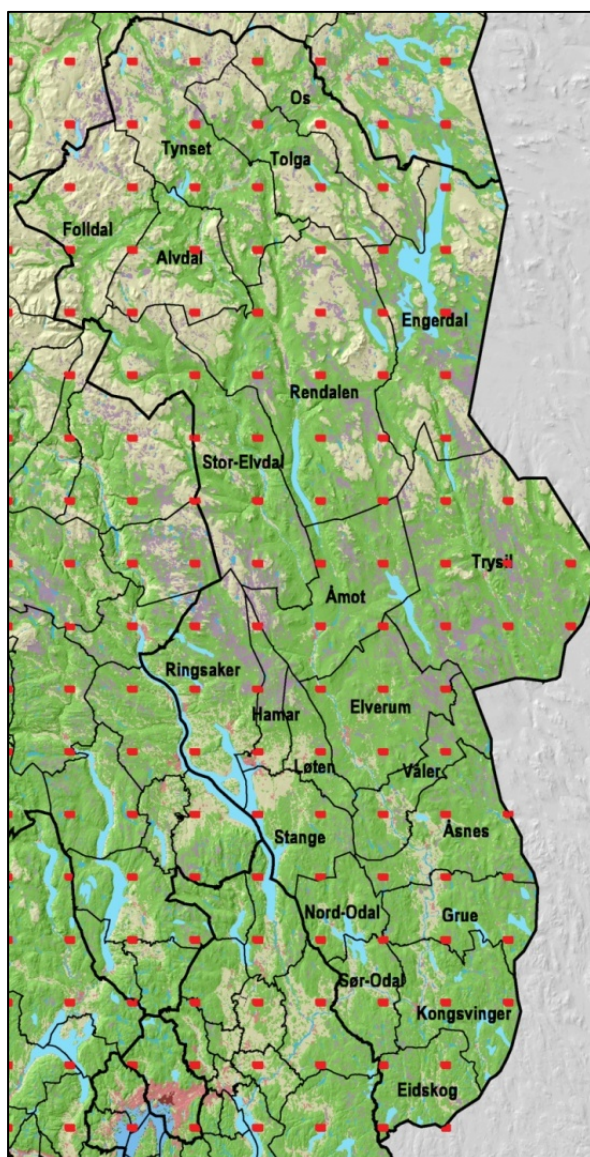 Os
Tynset
Tolga
Folldal
Alvdal
Engerdal
Rendalen
Stor-Elvdal
Trysil
Åmot
Ringsaker
Hamar
Elverum
Løten
Våler
Stange
Åsnes
Nord-Odal
Grue
Sør-Odal
Kongsvinger
Eidskog